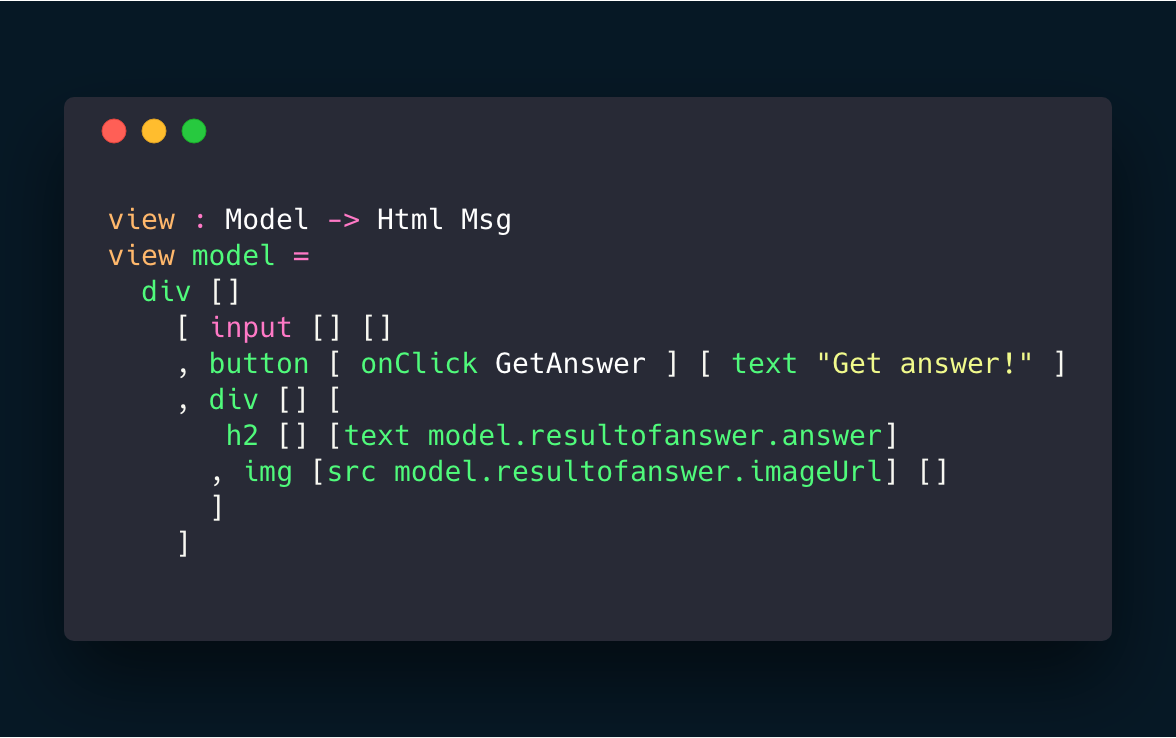 view : Model -> Html Msg
view model =
  div []
    [ input [] []
    , button [ onClick GetAnswer ] [ text "Get answer!" ]
    , div [] [
       h2 [] [text model.resultofanswer.answer]
      , img [src model.resultofanswer.imageUrl] []
      ]
    ]